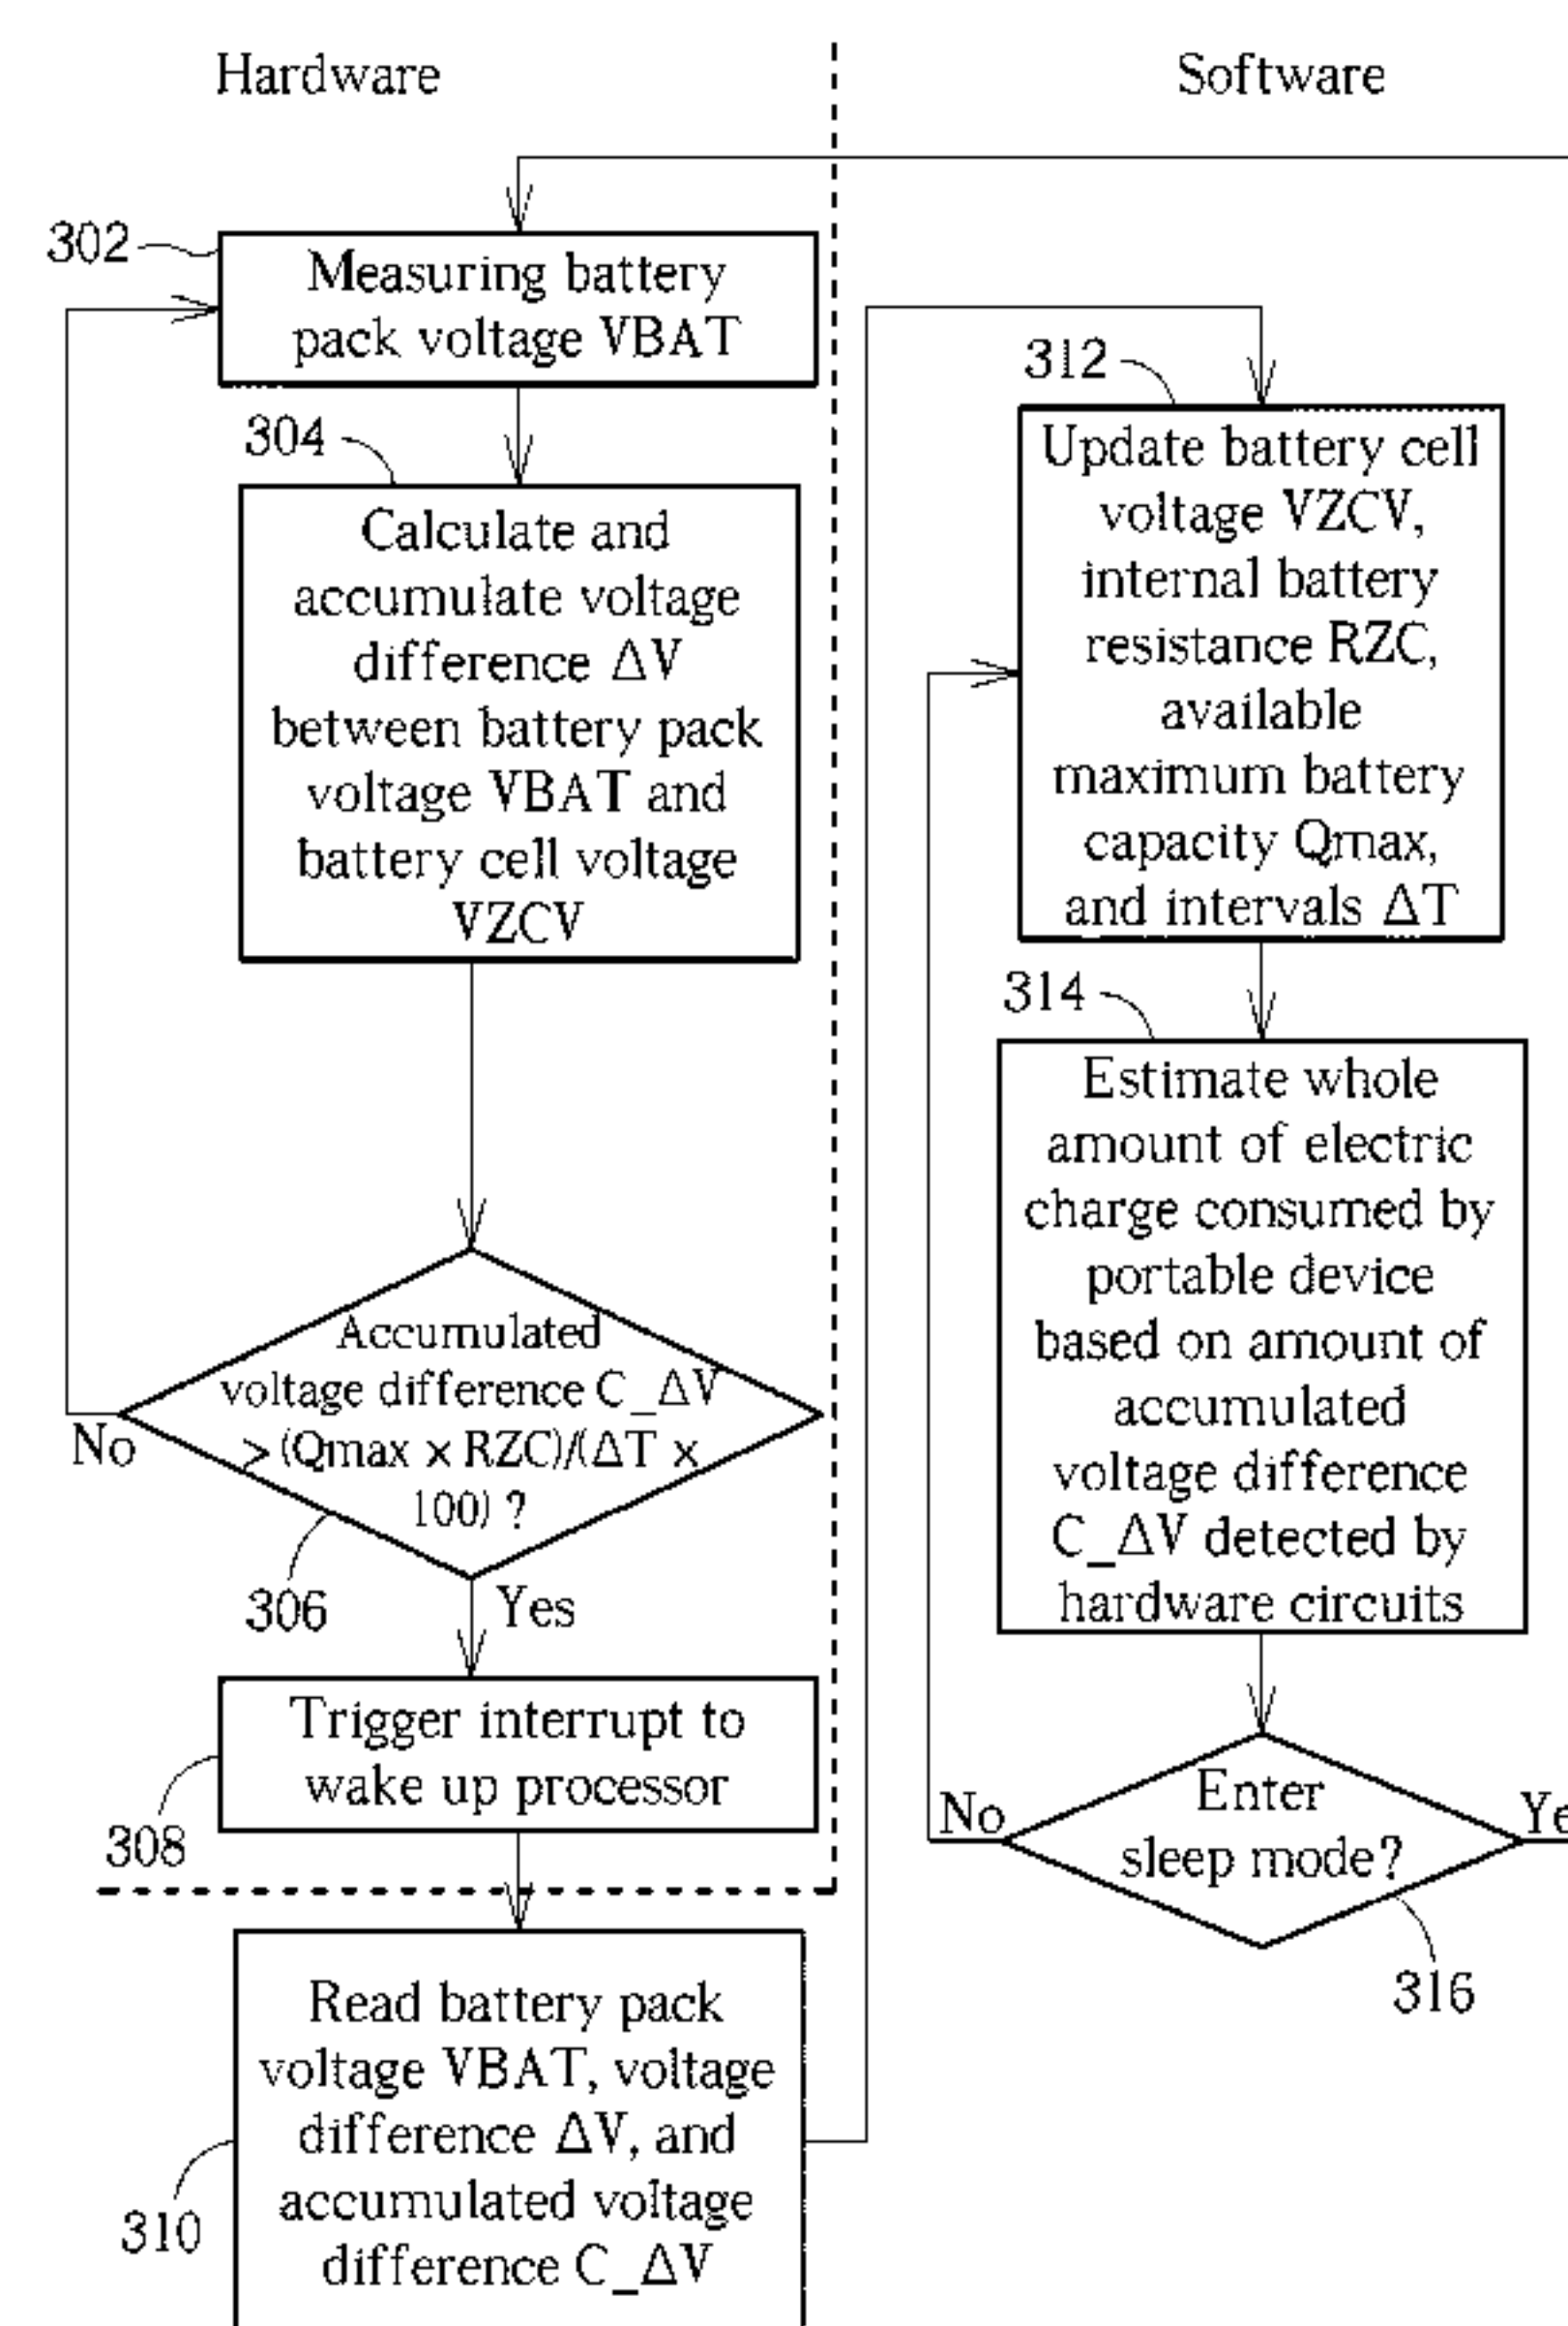 Hardware
Software
302
Measuring battery
pack voltage VBAT
304
Calculate and
accumulate voltage
difference ΔV
between battery pack
voltage VBAT and
battery cell voltage
VZCV
Accumulated
voltage difference C_ΔV
> (Qmax × RZC)/(ΔT ×
100) ?
No
306
Yes
Trigger interrupt to
wake up processor
308
Read battery pack
voltage VBAT, voltage
difference ΔV, and
accumulated voltage
difference C_ΔV
310
312
Update battery cell
voltage VZCV,
internal battery
resistance RZC,
available
maximum battery
capacity Qmax,
and intervals ΔT
314
Estimate whole
amount of electric
charge consumed by
portable device
based on amount of
accumulated
voltage difference
C_ΔV detected by
hardware circuits
No
Enter
sleep mode?
Ye
316